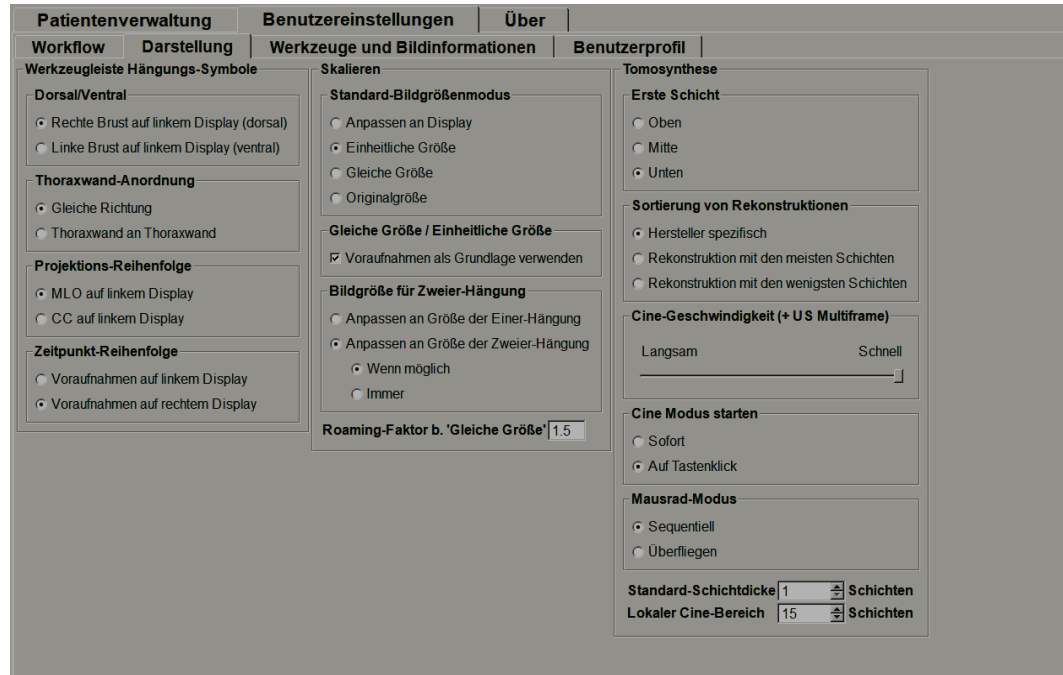 Patientenverwaltung Benutzereinstellungen Über
Workflow Darstellung Werkzeuge und Bildinformationen Benutzerprofil
Werkzeugleiste Hängungs-Symbole
Dorsal/Ventral
Rechte Brust auf linkem Display (dorsal)
Linke Brust auf linkem Display (ventral)
Thoraxwand-Anordnung
Gleiche Richtung
Thoraxwand an Thoraxwand
Projektions-Reihenfolge
MLO auf linkem Display
CC auf linkem Display
Zeitpunkt-Reihenfolge
Voraufnahmen auf linkem Display
Voraufnahmen auf rechtem Display
Skalieren
Standard-Bildgrößenmodus
Anpassen an Display
Einheitliche Größe
Gleiche Größe
Originalgröße
Gleiche Größe / Einheitliche Größe
Voraufnahmen als Grundlage verwenden
Bildgröße für Zweier-Hängung
Anpassen an Größe der Einer-Hängung
Anpassen an Größe der Zweier-Hängung
Wenn möglich
Immer
Roaming-Faktor b. 'Gleiche Größe' 1.5
Tomosynthese
Erste Schicht
Oben
Mitte
Unten
Sortierung von Rekonstruktionen
Hersteller spezifisch
Rekonstruktion mit den meisten Schichten
Rekonstruktion mit den wenigsten Schichten
Cine-Geschwindigkeit (+ US Multiframe)
Langsam Schnell
Cine Modus starten
Sofort
Auf Tastenklick
Mausrad-Modus
Sequentiell
Überfliegen
Standard-Schichtdicke 1 Schichten
Lokaler Cine-Bereich 15 Schichten